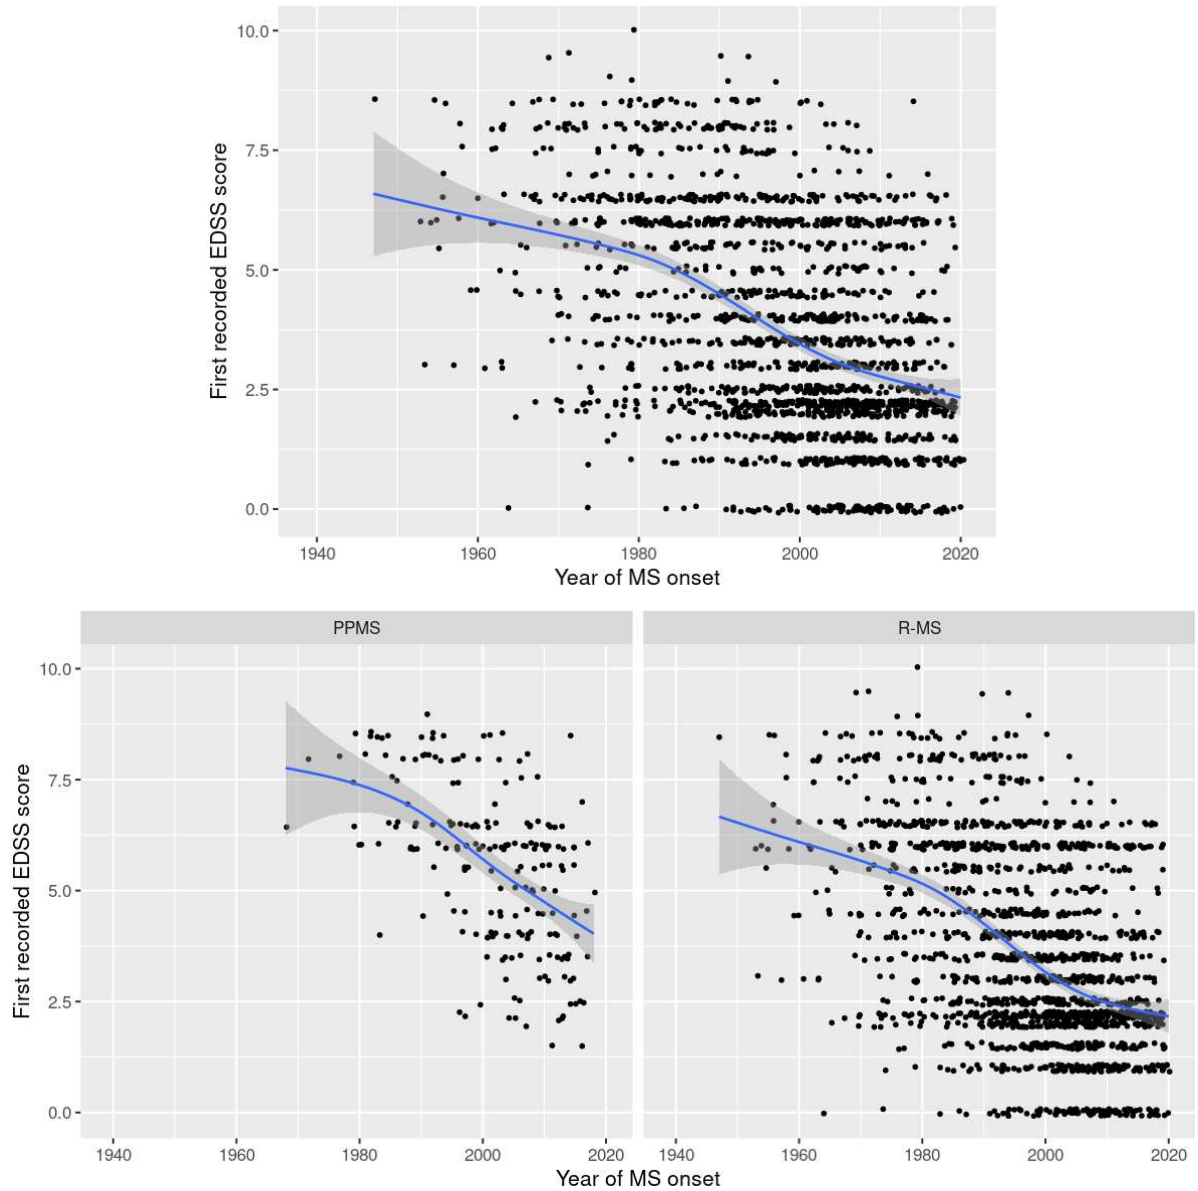 10.0
7.5
5.0
2.5
0.0
First recorded EDSS score
1940 1960 1980 2000 2020
Year of MS onset
PPMS R-MS
10.0
7.5
5.0
2.5
0.0
First recorded EDSS score
1940 1960 1980 2000 2020 1940 1960 1980 2000 2020
Year of MS onset